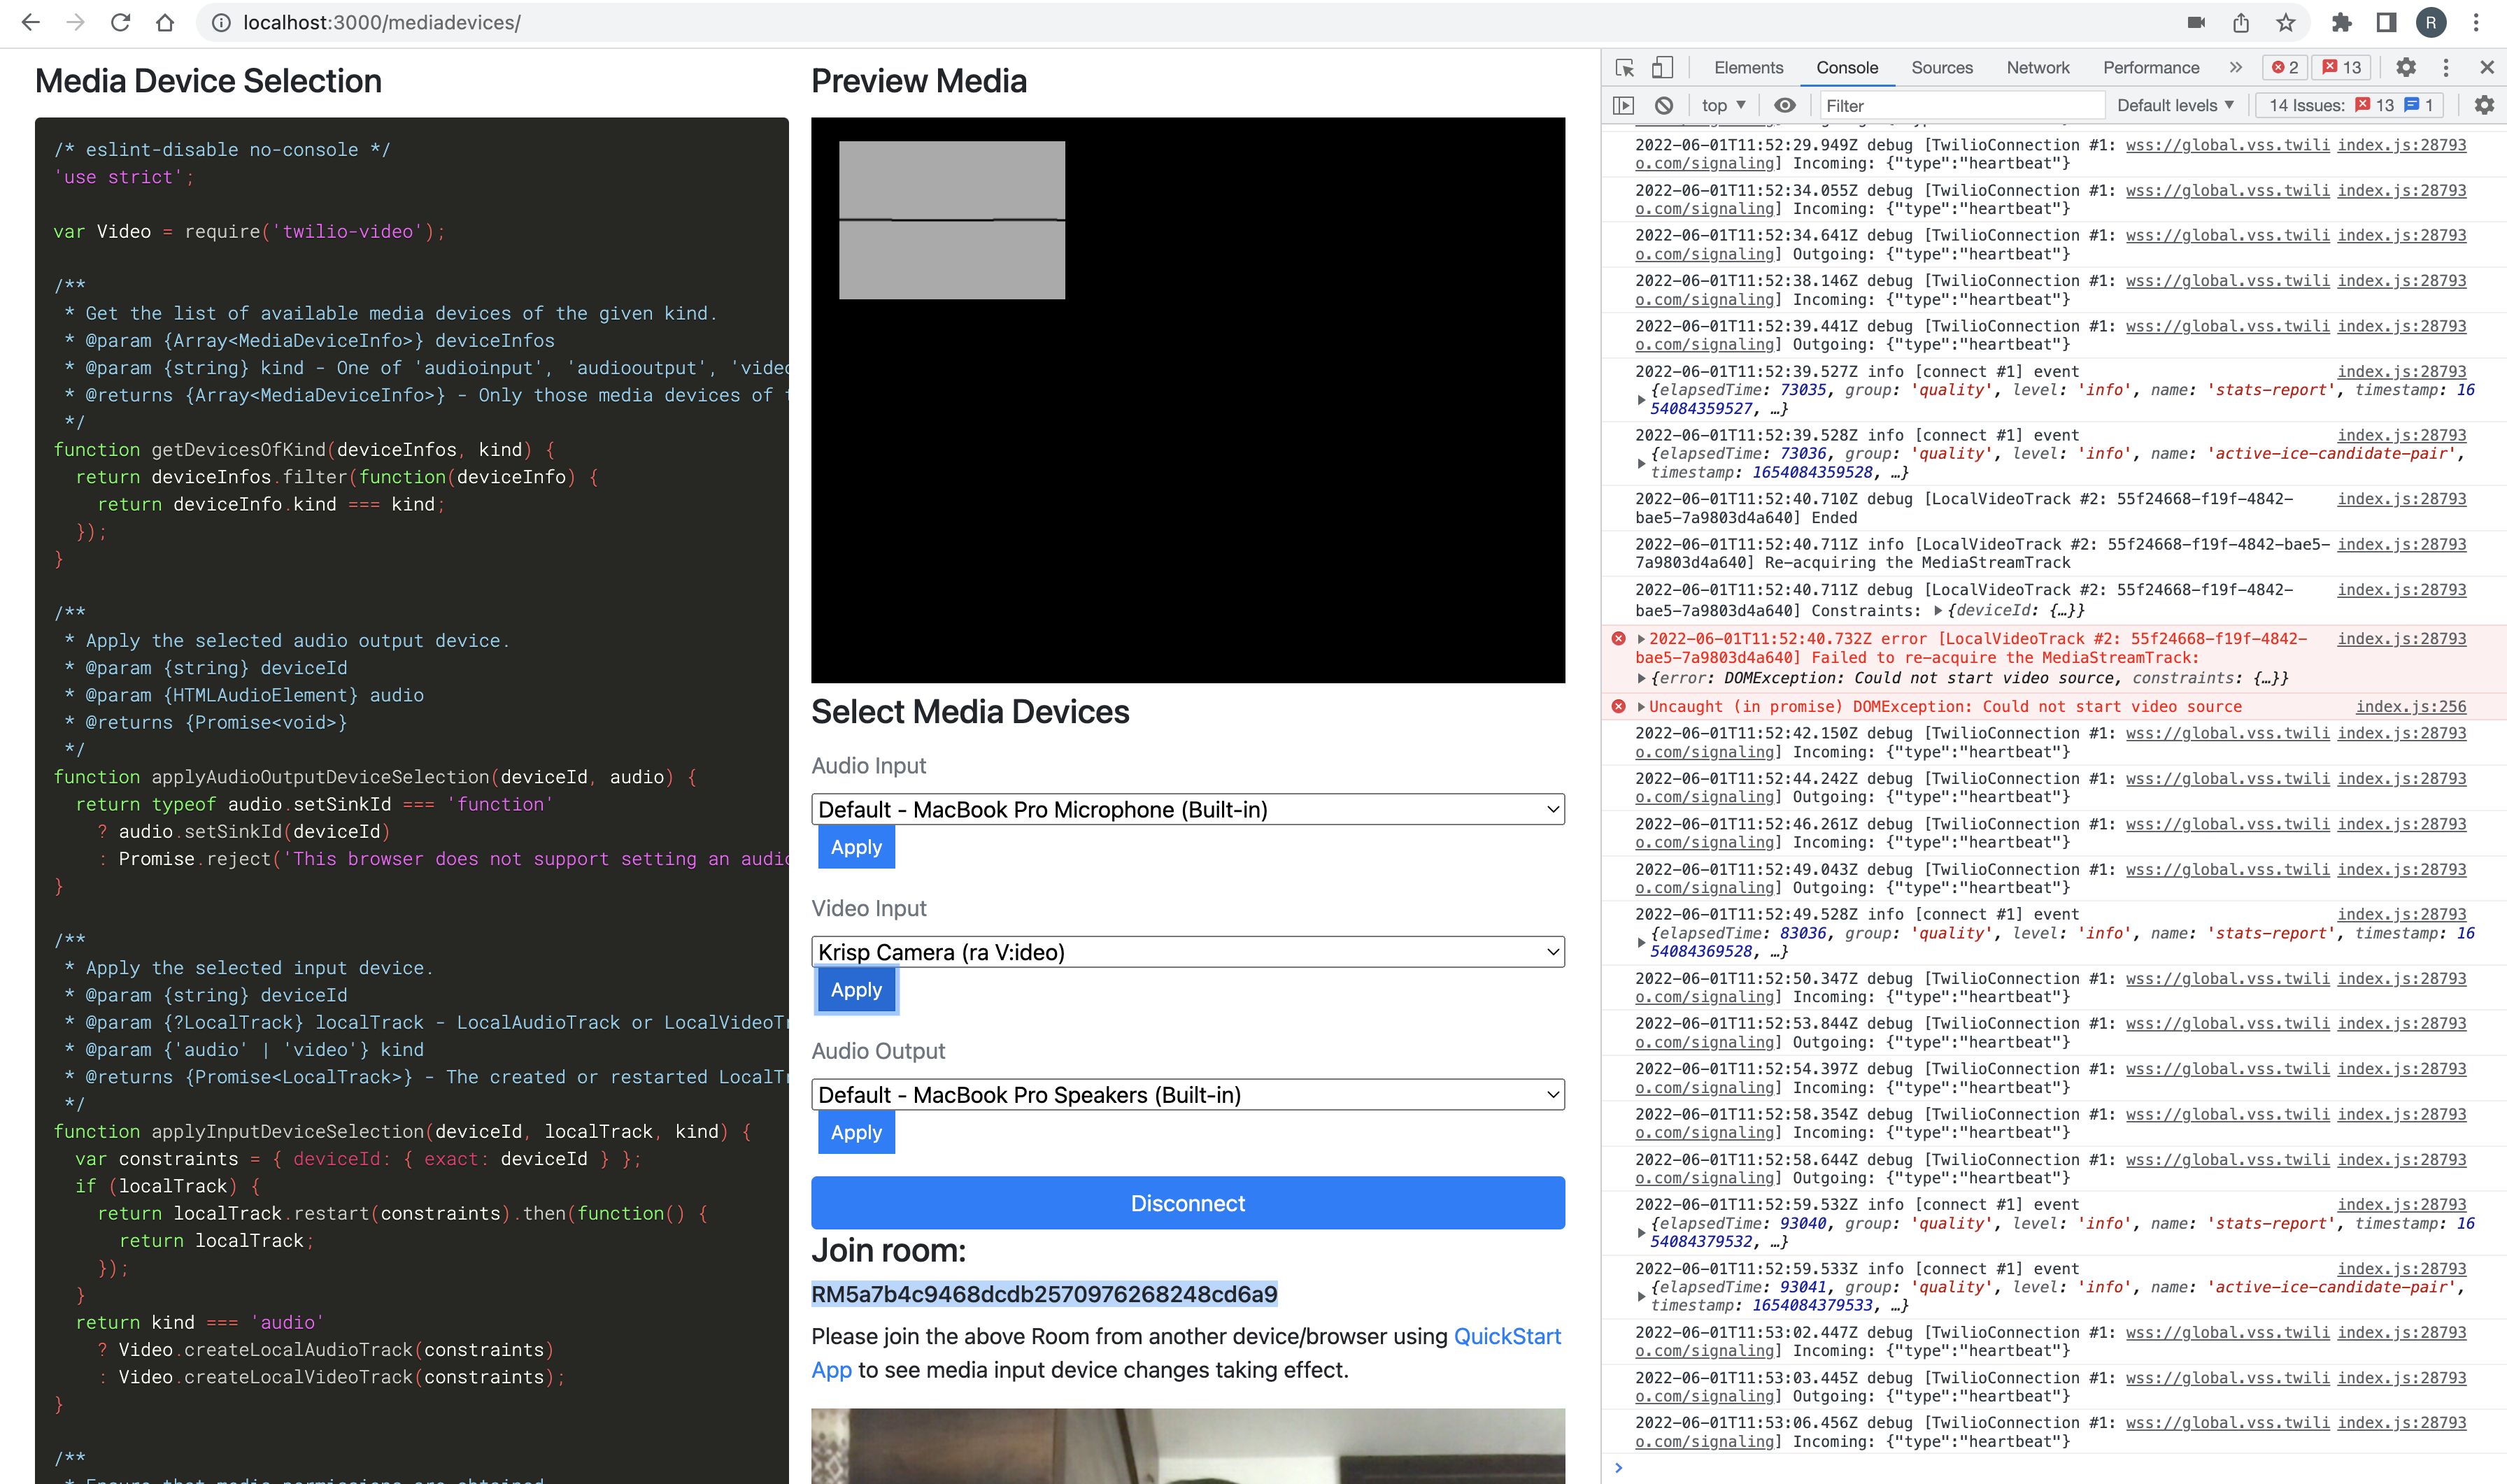 localhost:3000/mediadevices/
R
Media Device Selection
/* eslint-disable no-console */
'use strict';
var Video = require('twilio-video');
/**
* Get the list of available media devices of the given kind.
* @param {Array<MediaDeviceInfo>} deviceInfos
* @param {string} kind - One of 'audioinput', 'audiooutput', 'video
* @returns {Array<MediaDeviceInfo>} - Only those media devices of
*/
function getDevicesOfKind(deviceInfos, kind) {
return deviceInfos.filter(function(deviceInfo) {
return deviceInfo.kind === kind;
});
}
/**
* Apply the selected audio output device.
* @param {string} deviceId
* @param {HTMLAudioElement} audio
* @returns {Promise<void>}
*/
function applyAudioOutputDeviceSelection(deviceId, audio) {
return typeof audio.setSinkId === 'function'
? audio.setSinkId(deviceId)
: Promise.reject('This browser does not support setting an audio
}
/**
* Apply the selected input device.
* @param {string} deviceId
* @param {?LocalTrack} localTrack - LocalAudioTrack or LocalVideoTr
* @param {'audio' | 'video'} kind
* @returns {Promise<LocalTrack>} - The created or restarted LocalTr
*/
function applyInputDeviceSelection(deviceId, localTrack, kind) {
var constraints = { deviceId: { exact: deviceId } };
if (localTrack) {
return localTrack.restart(constraints).then(function() {
return localTrack;
});
}
return kind === 'audio'
? Video.createLocalAudioTrack(constraints)
: Video.createLocalVideoTrack(constraints);
}
/**
Preview Media
Select Media Devices
Audio Input
Default - MacBook Pro Microphone (Built-in)
Apply
Video Input
Krisp Camera (ra V:ideo)
Apply
Audio Output
Default - MacBook Pro Speakers (Built-in)
Apply
Disconnect
Join room:
RM5a7b4c9468dcdb2570976268248cd6a9
Please join the above Room from another device/browser using QuickStart
App to see media input device changes taking effect.
Elements Console Sources Network Performance 2 13
top Filter Default levels 14 Issues: 13 1
2022-06-01T11:52:29.949Z debug [TwilioConnection #1: wss://global.vss.twili index.js:28793
o.com/signaling] Incoming: {"type":"heartbeat"}
2022-06-01T11:52:34.055Z debug [TwilioConnection #1: wss://global.vss.twili index.js:28793
o.com/signaling] Incoming: {"type":"heartbeat"}
2022-06-01T11:52:34.641Z debug [TwilioConnection #1: wss://global.vss.twili index.js:28793
o.com/signaling] Outgoing: {"type":"heartbeat"}
2022-06-01T11:52:38.146Z debug [TwilioConnection #1: wss://global.vss.twili index.js:28793
o.com/signaling] Incoming: {"type":"heartbeat"}
2022-06-01T11:52:39.441Z debug [TwilioConnection #1: wss://global.vss.twili index.js:28793
o.com/signaling] Outgoing: {"type":"heartbeat"}
2022-06-01T11:52:39.527Z info [connect #1] event index.js:28793
{elapsedTime: 73035, group: 'quality', level: 'info', name: 'stats-report', timestamp: 16
54084359527, …}
2022-06-01T11:52:39.528Z info [connect #1] event index.js:28793
{elapsedTime: 73036, group: 'quality', level: 'info', name: 'active-ice-candidate-pair',
timestamp: 1654084359528, …}
2022-06-01T11:52:40.710Z debug [LocalVideoTrack #2: 55f24668-f19f-4842- index.js:28793
bae5-7a9803d4a640] Ended
2022-06-01T11:52:40.711Z info [LocalVideoTrack #2: 55f24668-f19f-4842-bae5- index.js:28793
7a9803d4a640] Re-acquiring the MediaStreamTrack
2022-06-01T11:52:40.711Z debug [LocalVideoTrack #2: 55f24668-f19f-4842- index.js:28793
bae5-7a9803d4a640] Constraints: {deviceId: {…}}
2022-06-01T11:52:40.732Z error [LocalVideoTrack #2: 55f24668-f19f-4842- index.js:28793
bae5-7a9803d4a640] Failed to re-acquire the MediaStreamTrack:
{error: DOMException: Could not start video source, constraints: {…}}
Uncaught (in promise) DOMException: Could not start video source index.js:256
2022-06-01T11:52:42.150Z debug [TwilioConnection #1: wss://global.vss.twili index.js:28793
o.com/signaling] Incoming: {"type":"heartbeat"}
2022-06-01T11:52:44.242Z debug [TwilioConnection #1: wss://global.vss.twili index.js:28793
o.com/signaling] Outgoing: {"type":"heartbeat"}
2022-06-01T11:52:46.261Z debug [TwilioConnection #1: wss://global.vss.twili index.js:28793
o.com/signaling] Incoming: {"type":"heartbeat"}
2022-06-01T11:52:49.043Z debug [TwilioConnection #1: wss://global.vss.twili index.js:28793
o.com/signaling] Outgoing: {"type":"heartbeat"}
2022-06-01T11:52:49.528Z info [connect #1] event index.js:28793
{elapsedTime: 83036, group: 'quality', level: 'info', name: 'stats-report', timestamp: 16
54084369528, …}
2022-06-01T11:52:50.347Z debug [TwilioConnection #1: wss://global.vss.twili index.js:28793
o.com/signaling] Incoming: {"type":"heartbeat"}
2022-06-01T11:52:53.844Z debug [TwilioConnection #1: wss://global.vss.twili index.js:28793
o.com/signaling] Outgoing: {"type":"heartbeat"}
2022-06-01T11:52:54.397Z debug [TwilioConnection #1: wss://global.vss.twili index.js:28793
o.com/signaling] Incoming: {"type":"heartbeat"}
2022-06-01T11:52:58.354Z debug [TwilioConnection #1: wss://global.vss.twili index.js:28793
o.com/signaling] Incoming: {"type":"heartbeat"}
2022-06-01T11:52:58.644Z debug [TwilioConnection #1: wss://global.vss.twili index.js:28793
o.com/signaling] Outgoing: {"type":"heartbeat"}
2022-06-01T11:52:59.532Z info [connect #1] event index.js:28793
{elapsedTime: 93040, group: 'quality', level: 'info', name: 'stats-report', timestamp: 16
54084379532, …}
2022-06-01T11:52:59.533Z info [connect #1] event index.js:28793
{elapsedTime: 93041, group: 'quality', level: 'info', name: 'active-ice-candidate-pair',
timestamp: 1654084379533, …}
2022-06-01T11:53:02.447Z debug [TwilioConnection #1: wss://global.vss.twili index.js:28793
o.com/signaling] Incoming: {"type":"heartbeat"}
2022-06-01T11:53:03.445Z debug [TwilioConnection #1: wss://global.vss.twili index.js:28793
o.com/signaling] Outgoing: {"type":"heartbeat"}
2022-06-01T11:53:06.456Z debug [TwilioConnection #1: wss://global.vss.twili index.js:28793
o.com/signaling] Incoming: {"type":"heartbeat"}